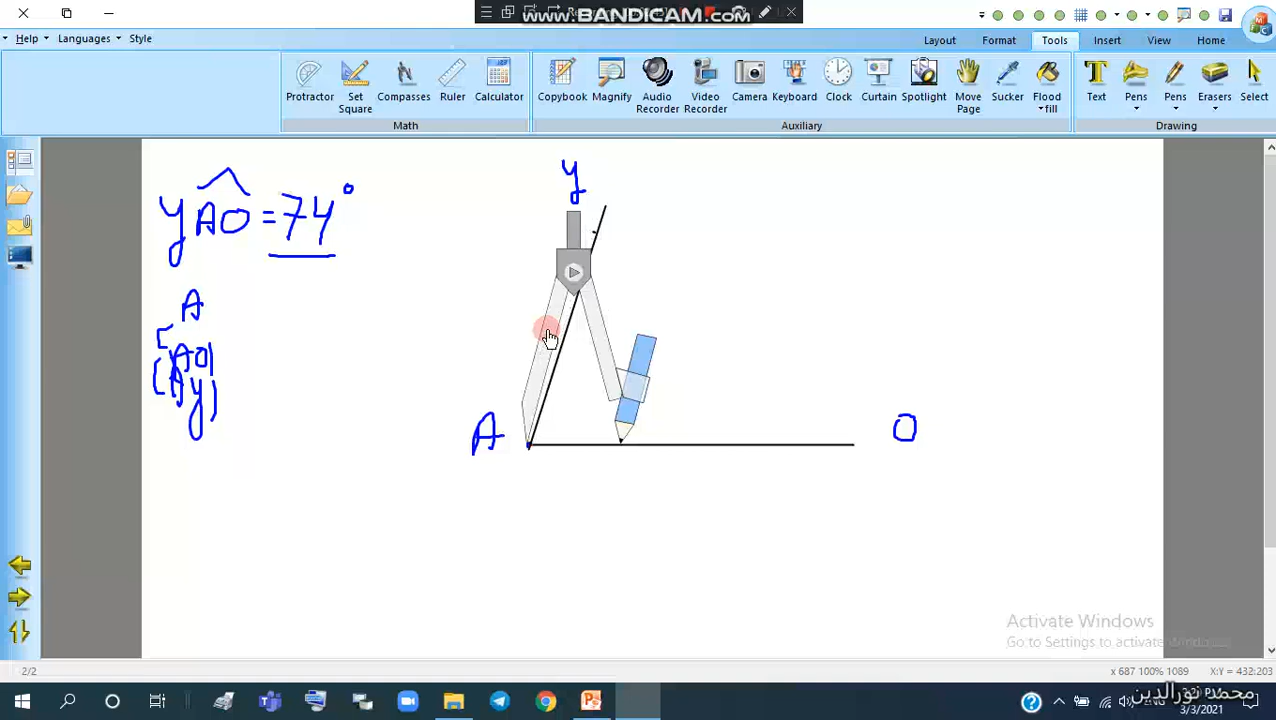 www.BANDICAM.com
Help Languages Style
Layout Format Tools Insert View Home
Protractor Set Square Compasses Ruler Calculator
Math
Copybook Magnify Audio Recorder Video Recorder Camera Keyboard Clock Curtain Spotlight Move Page Sucker Flood fill
Auxiliary
Text Pens Pens Erasers Select
Drawing
y
yAO = 74°
A
[AO)
[Ay)
A
O
Activate Windows
Go to Settings to activate Windows
2/2
x 687 100% 1089
X:Y= 432:203
ENG
محمد نورالدين
3/3/2021